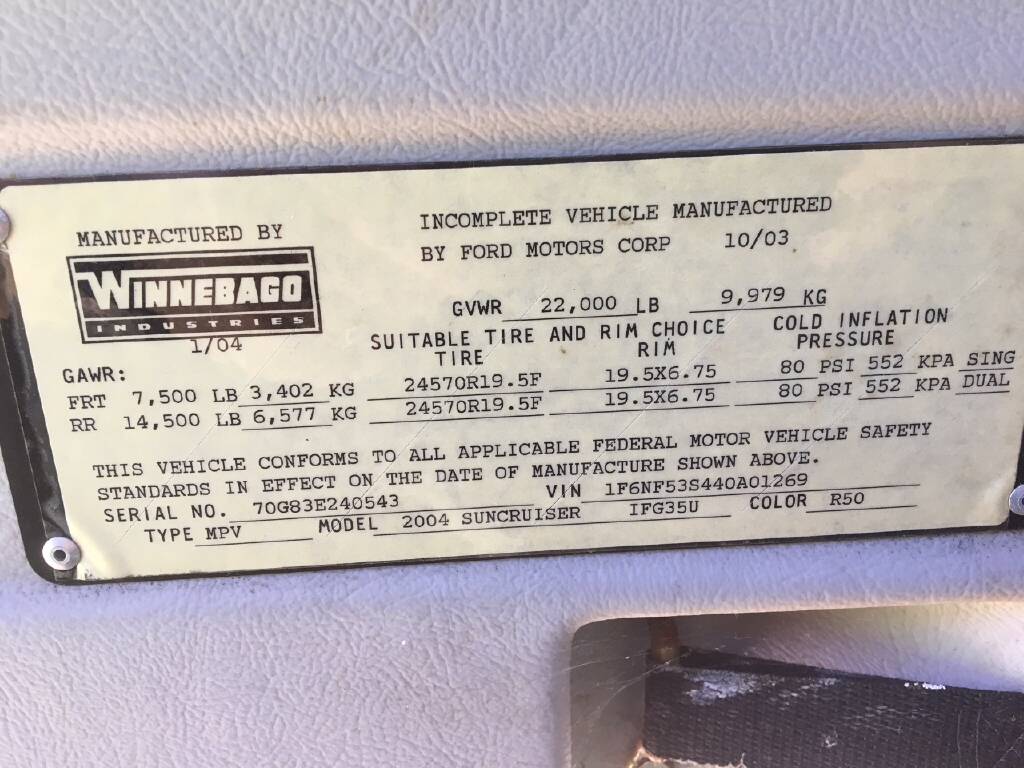 MANUFACTURED BY
WINNEBAGO
INDUSTRIES
1/04
INCOMPLETE VEHICLE MANUFACTURED
BY FORD MOTORS CORP 10/03
GVWR 22,000 LB 9,979 KG
SUITABLE TIRE AND RIM CHOICE COLD INFLATION
TIRE RIM PRESSURE
GAWR:
FRT 7,500 LB 3,402 KG 24570R19.5F 19.5X6.75 80 PSI 552 KPA SING
RR 14,500 LB 6,577 KG 24570R19.5F 19.5X6.75 80 PSI 552 KPA DUAL
THIS VEHICLE CONFORMS TO ALL APPLICABLE FEDERAL MOTOR VEHICLE SAFETY
STANDARDS IN EFFECT ON THE DATE OF MANUFACTURE SHOWN ABOVE.
SERIAL NO. 70G83E240543 VIN 1F6NF53S440A01269
TYPE MPV MODEL 2004 SUNCRUISER IFG35U COLOR R50